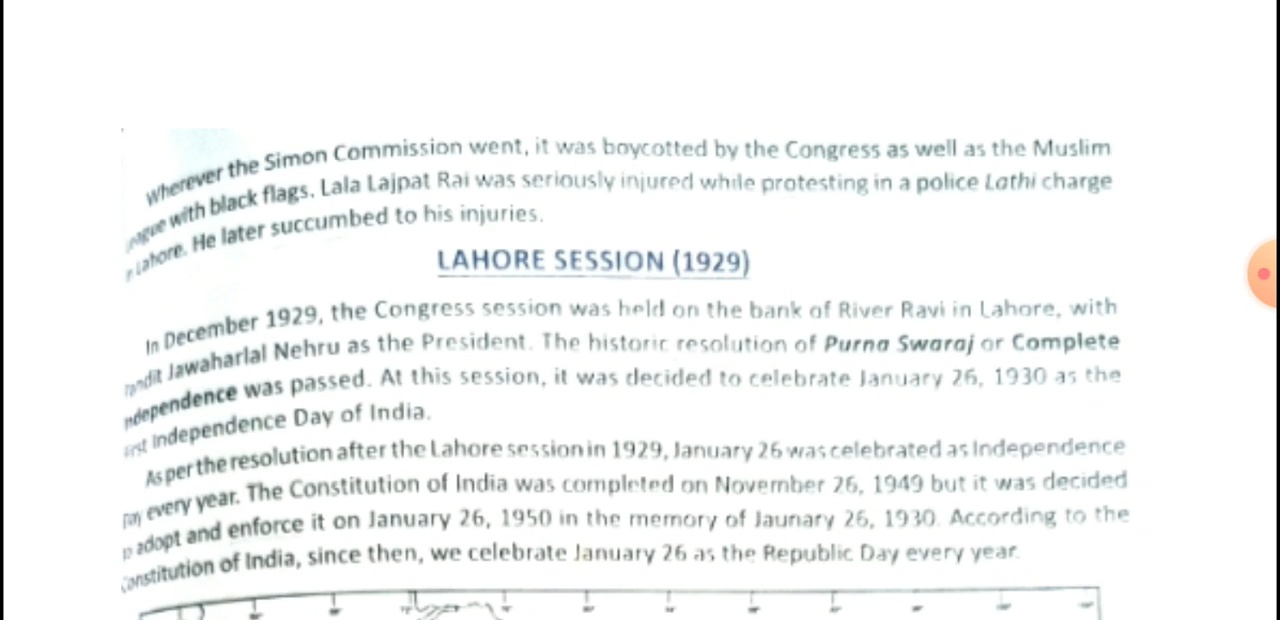 Wherever the Simon Commission went, it was boycotted by the Congress as well as the Muslim
with black flags. Lala Lajpat Rai was seriously injured while protesting in a police Lathi charge
Lahore. He later succumbed to his injuries.
LAHORE SESSION (1929)
In December 1929, the Congress session was held on the bank of River Ravi in Lahore, with
Jawaharlal Nehru as the President. The historic resolution of Purna Swaraj or Complete
ndependence was passed. At this session, it was decided to celebrate January 26, 1930 as the
Independence Day of India.
As per the resolution after the Lahore session in 1929, January 26 was celebrated as Independence
every year. The Constitution of India was completed on November 26, 1949 but it was decided
adopt and enforce it on January 26, 1950 in the memory of Jaunary 26, 1930. According to the
onstitution of India, since then, we celebrate January 26 as the Republic Day every year.